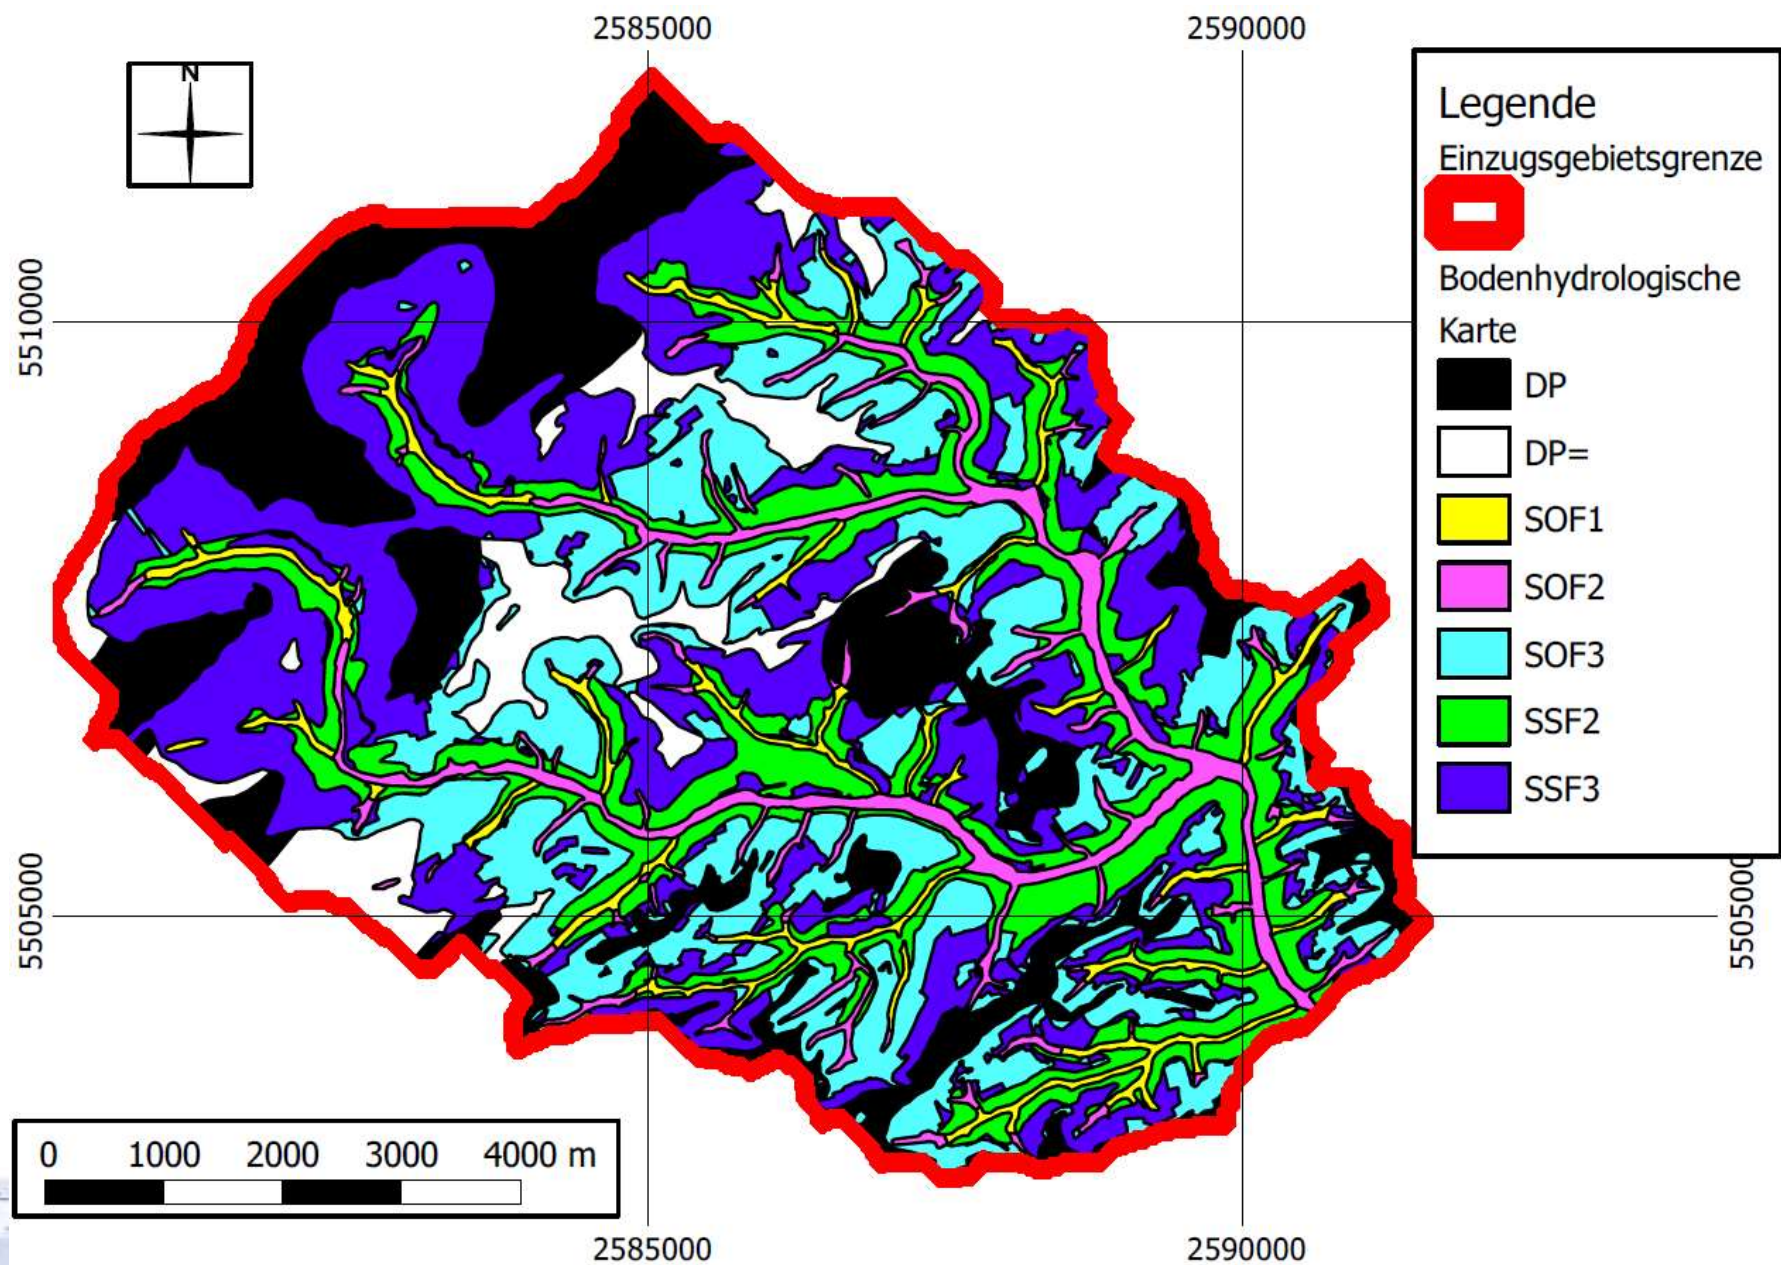 2585000
2590000
N
Legende
Einzugsgebietsgrenze
Bodenhydrologische
Karte
DP
DP=
SOF1
SOF2
SOF3
SSF2
SSF3
5510000
5505000
5505000
0 1000 2000 3000 4000 m
2585000
2590000